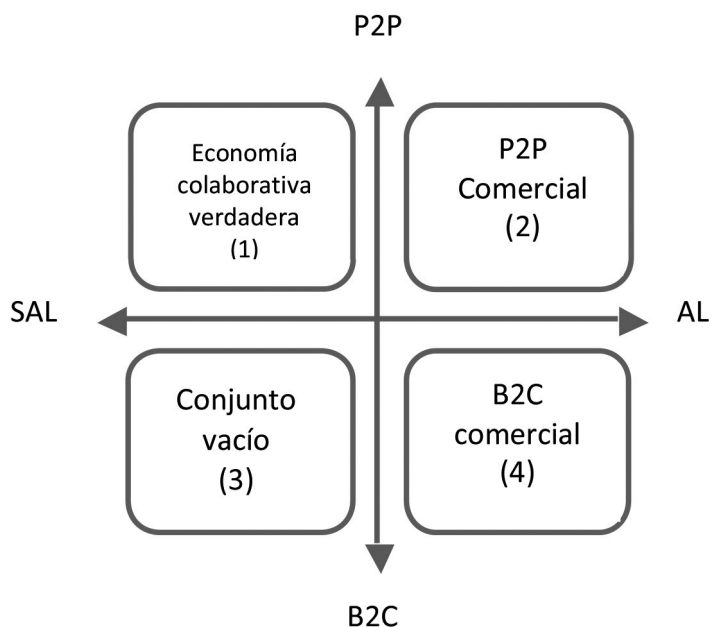 P2P
Economía
colaborativa
verdadera
(1)
P2P
Comercial
(2)
SAL
AL
Conjunto
vacío
(3)
B2C
comercial
(4)
B2C